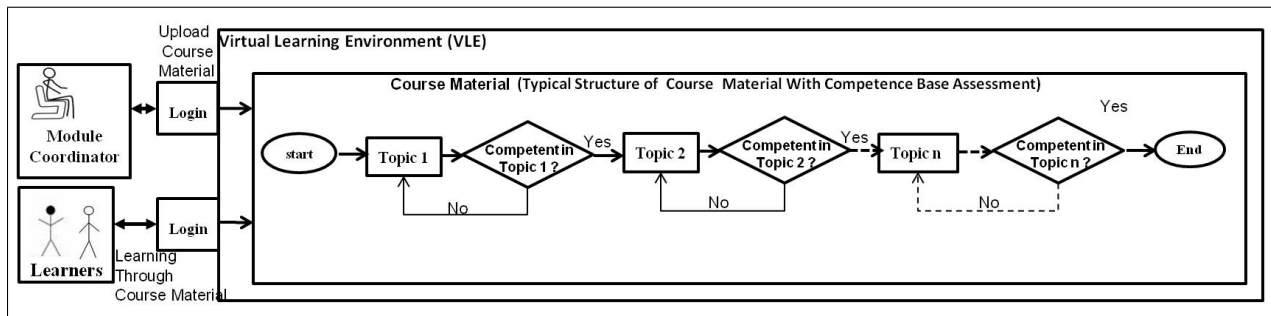 Upload
Course
Material
Virtual Learning Environment (VLE)
Course Material (Typical Structure of Course Material With Competence Base Assessment)
Module
Coordinator
Login
start
Topic 1
Competent in
Topic 1 ?
Yes
No
Topic 2
Competent in
Topic 2 ?
Yes
No
Topic n
Competent in
Topic n ?
Yes
No
End
Learners
Login
Learning
Through
Course Material